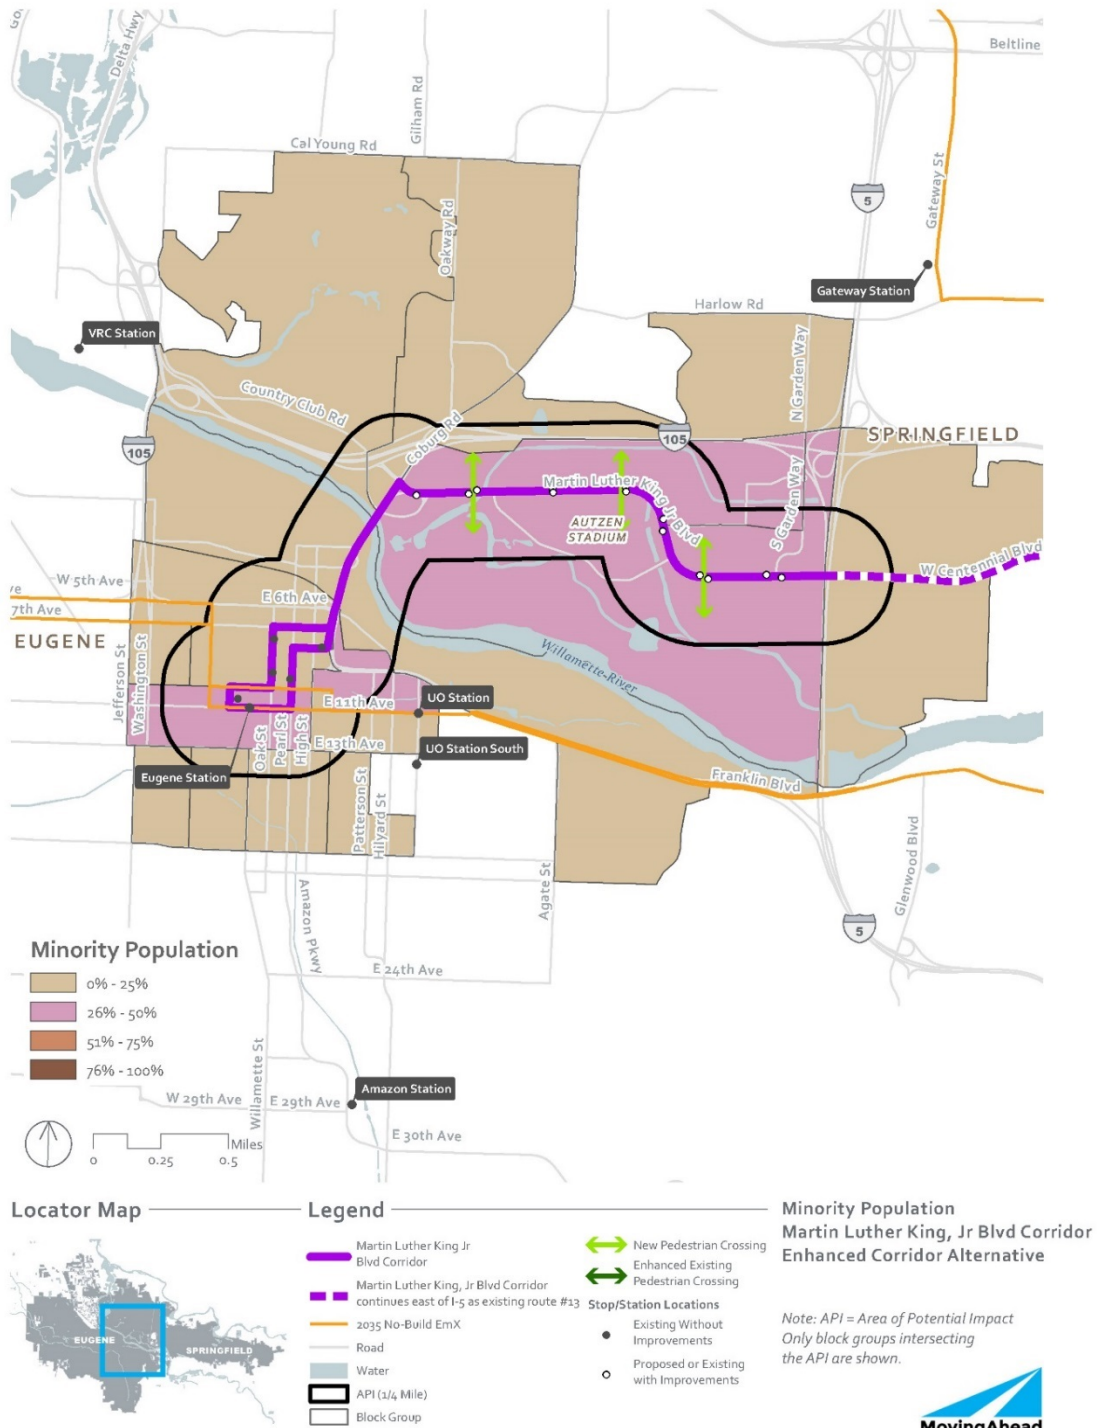 Go
Delta Hwy
Gilham Rd
Beltline
Cal Young Rd
Oakway Rd
5
Gateway St
Gateway Station
Harlow Rd
VRC Station
N Garden Way
Country Club Rd
Coburg Rd
105
105
SPRINGFIELD
Martin Luther King Jr Blvd
AUTZEN
STADIUM
S Garden Way
W Centennial Blvd
W 5th Ave
ve
7th Ave
E 6th Ave
EUGENE
Jefferson St
Washington St
Willamette River
E 11th Ave
UO Station
Oak St
Pearl St
High St
E 13th Ave
UO Station South
Eugene Station
Franklin Blvd
Patterson St
Hilyard St
Glenwood Blvd
Agate St
Amazon Pkwy
5
Minority Population
0% - 25%
26% - 50%
51% - 75%
76% - 100%
E 24th Ave
Willamette St
Amazon Station
W 29th Ave
E 29th Ave
E 30th Ave
Miles
0 0.25 0.5
Locator Map
EUGENE
SPRINGFIELD
Legend
Martin Luther King Jr
Blvd Corridor
Martin Luther King, Jr Blvd Corridor
continues east of I-5 as existing route #13
2035 No-Build EmX
Road
Water
API (1/4 Mile)
Block Group
New Pedestrian Crossing
Enhanced Existing
Pedestrian Crossing
Stop/Station Locations
Existing Without
Improvements
Proposed or Existing
with Improvements
Minority Population
Martin Luther King, Jr Blvd Corridor
Enhanced Corridor Alternative
Note: API = Area of Potential Impact
Only block groups intersecting
the API are shown.
MovingAhead